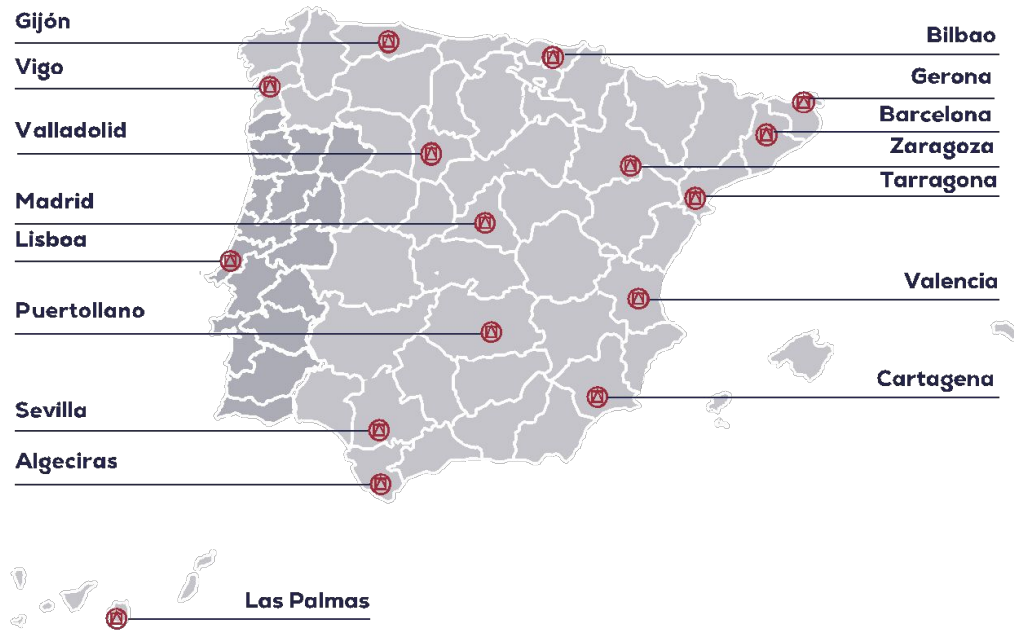 Gijón
Vigo
Valladolid
Madrid
Lisboa
Puertollano
Sevilla
Algeciras
Bilbao
Gerona
Barcelona
Zaragoza
Tarragona
Valencia
Cartagena
Las Palmas